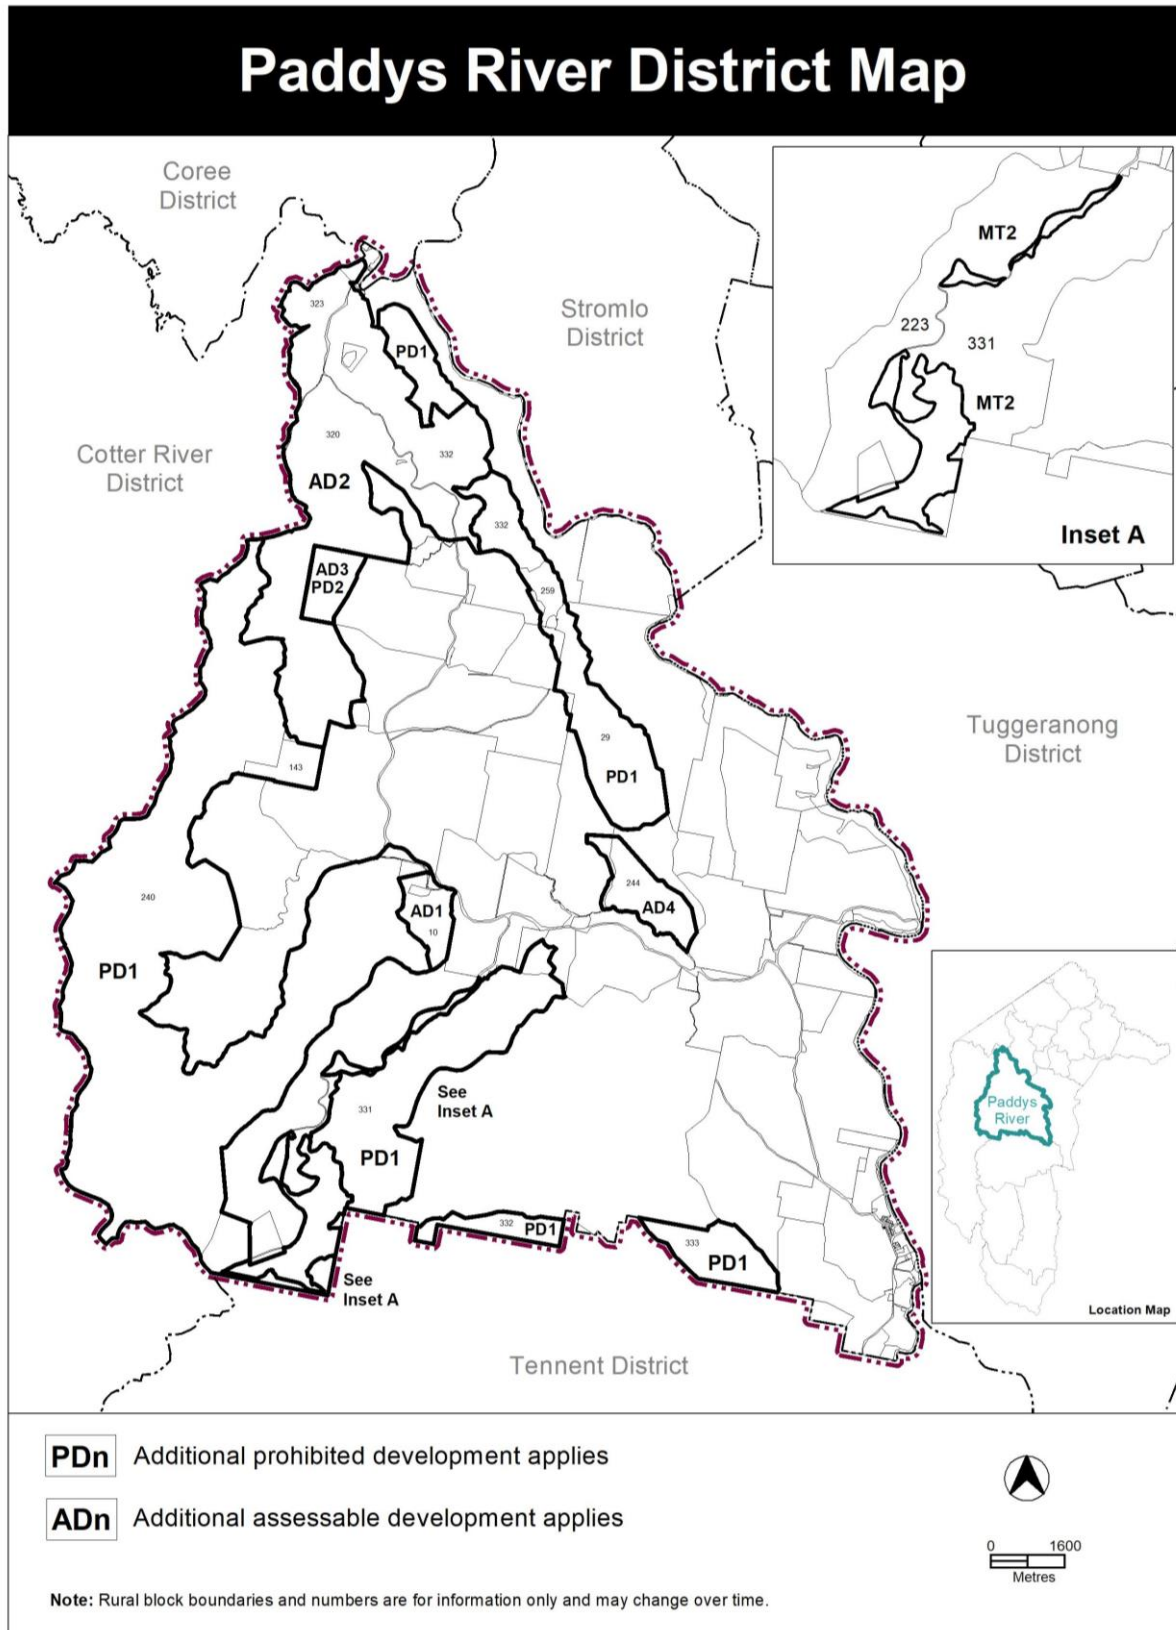 Paddys River District Map
Coree
District
Stromlo
District
Cotter River
District
Tuggeranong
District
Tennent District
323
PD1
320
332
AD2
332
AD3
PD2
259
29
PD1
143
244
AD4
240
AD1
10
PD1
See
Inset A
331
PD1
332
PD1
333
PD1
See
Inset A
MT2
223
331
MT2
Inset A
Paddys
River
Location Map
PDn Additional prohibited development applies
ADn Additional assessable development applies
0 1600
Metres
Note: Rural block boundaries and numbers are for information only and may change over time.